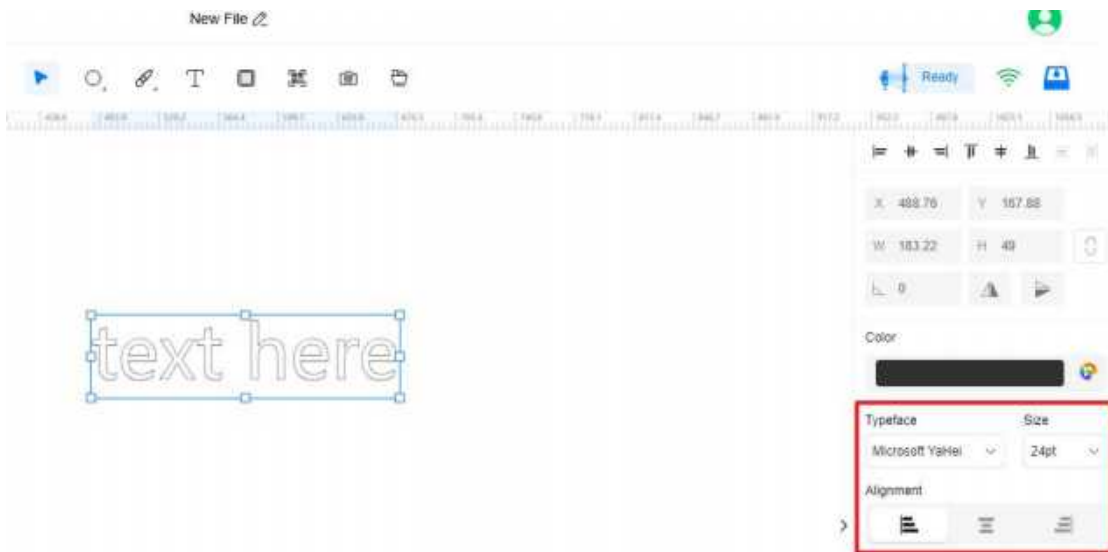 New File
T
Ready
X 488.76 Y 167.88
W 183.22 H 49
0
text here
Color
Typeface Size
Microsoft YaHei 24pt
Alignment